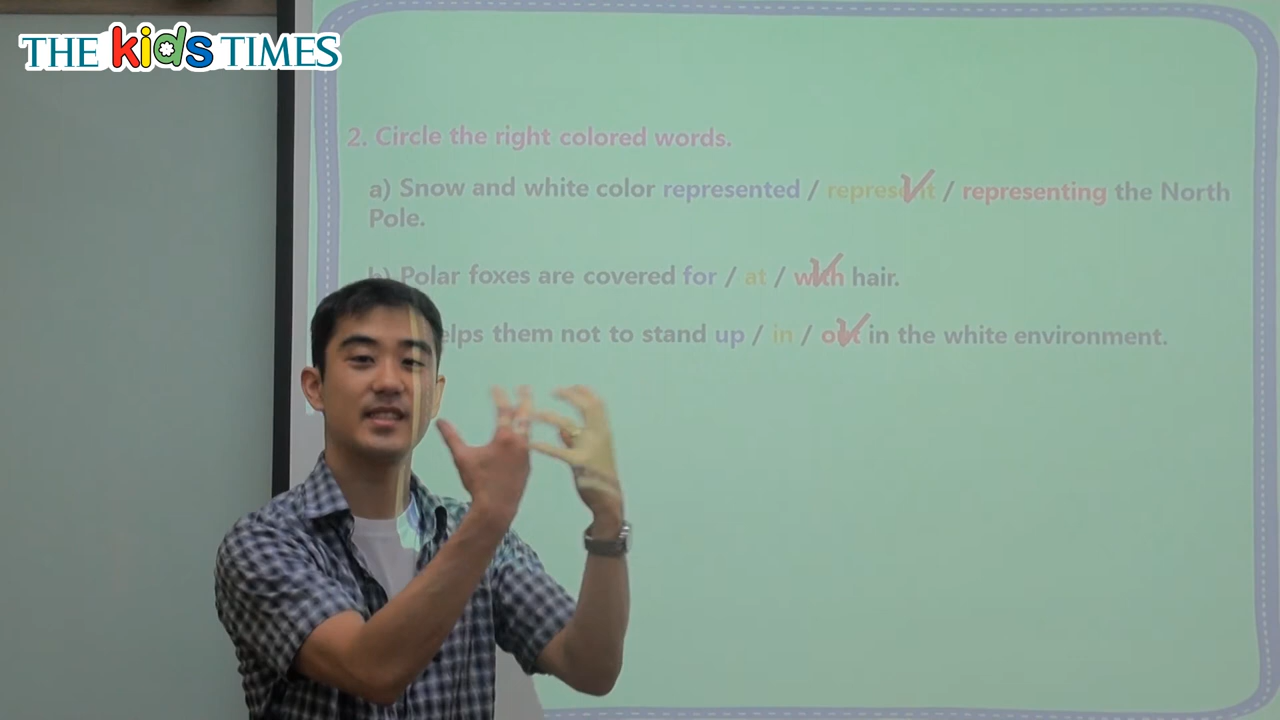 THE kids TIMES
2. Circle the right colored words.
a) Snow and white color represented / represent / representing the North
Pole.
b) Polar foxes are covered for / at / with hair.
helps them not to stand up / in / out in the white environment.